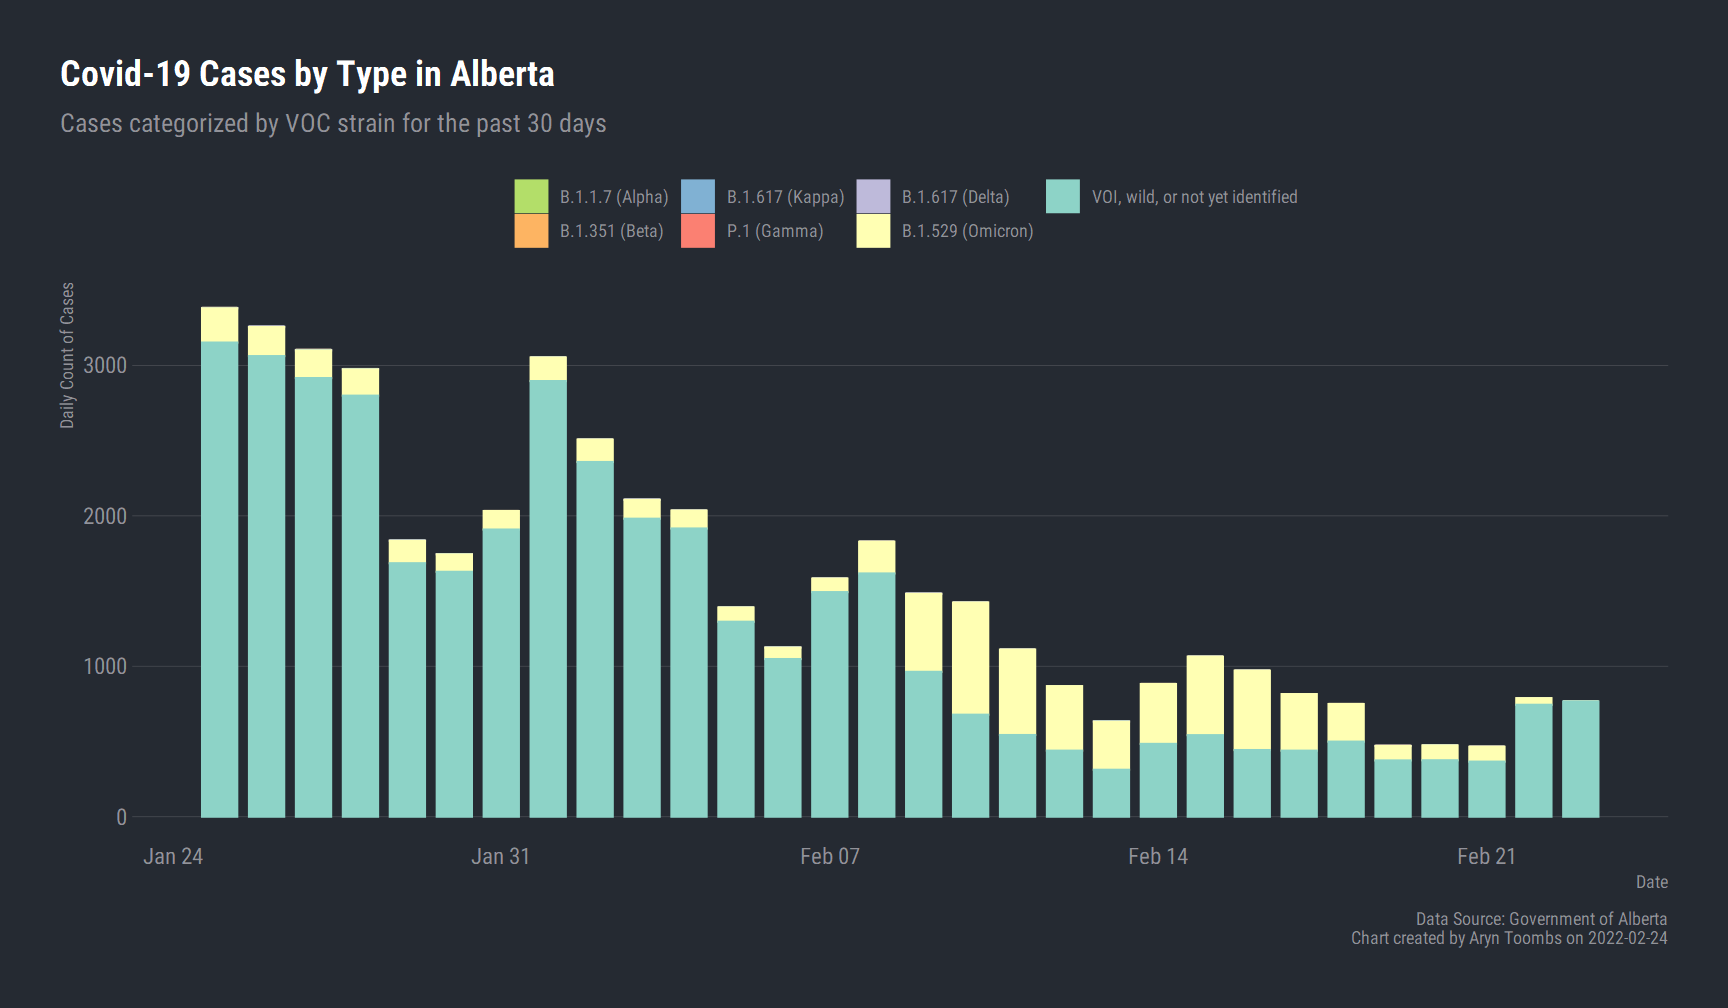 Covid-19 Cases by Type in Alberta
Cases categorized by VOC strain for the past 30 days
B.1.1.7 (Alpha) B.1.617 (Kappa) B.1.617 (Delta) VOI, wild, or not yet identified
B.1.351 (Beta) P.1 (Gamma) B.1.529 (Omicron)
Daily Count of Cases
3000
2000
1000
0
Jan 24 Jan 31 Feb 07 Feb 14 Feb 21
Date
Data Source: Government of Alberta
Chart created by Aryn Toombs on 2022-02-24